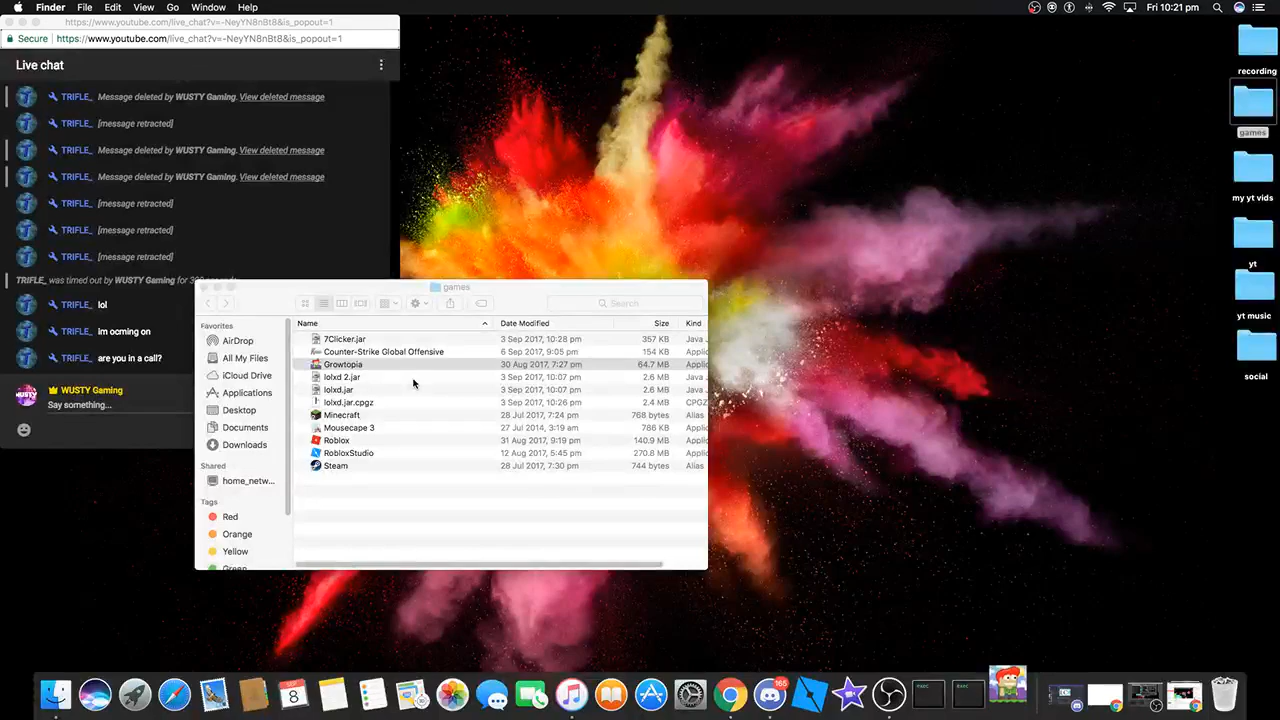 Finder File Edit View Go Window Help
Fri 10:21 pm
https://www.youtube.com/live_chat?v=-NeyYN8nBt8&is_popout=1
Secure https://www.youtube.com/live_chat?v=-NeyYN8nBt8&is_popout=1
Live chat
TRIFLE_ Message deleted by WUSTY Gaming. View deleted message
TRIFLE_ [message retracted]
TRIFLE_ Message deleted by WUSTY Gaming. View deleted message
TRIFLE_ Message deleted by WUSTY Gaming. View deleted message
TRIFLE_ [message retracted]
TRIFLE_ [message retracted]
TRIFLE_ [message retracted]
TRIFLE_ was timed out by WUSTY Gaming for
TRIFLE_ lol
TRIFLE_ im ocming on
TRIFLE_ are you in a call?
WUSTY Gaming
Say something...
games
Search
Favorites
AirDrop
All My Files
iCloud Drive
Applications
Desktop
Documents
Downloads
Shared
home_netw...
Tags
Red
Orange
Yellow
Green
Name Date Modified Size Kind
7Clicker.jar 3 Sep 2017, 10:28 pm 357 KB Java
Counter-Strike Global Offensive 6 Sep 2017, 9:05 pm 154 KB Applic
Growtopia 30 Aug 2017, 7:27 pm 64.7 MB Applic
lolxd 2.jar 3 Sep 2017, 10:07 pm 2.6 MB Java
lolxd.jar 3 Sep 2017, 10:07 pm 2.6 MB Java
lolxd.jar.cpgz 3 Sep 2017, 10:26 pm 2.4 MB CPGZ
Minecraft 28 Jul 2017, 7:24 pm 768 bytes Alias
Mousecape 3 27 Jul 2014, 3:19 am 786 KB Applic
Roblox 31 Aug 2017, 9:19 pm 140.9 MB Applic
RobloxStudio 12 Aug 2017, 5:45 pm 270.8 MB Applic
Steam 28 Jul 2017, 7:30 pm 744 bytes Alias
recording
games
my yt vids
yt
yt music
social
SEP
8
165
EXEC
EXEC